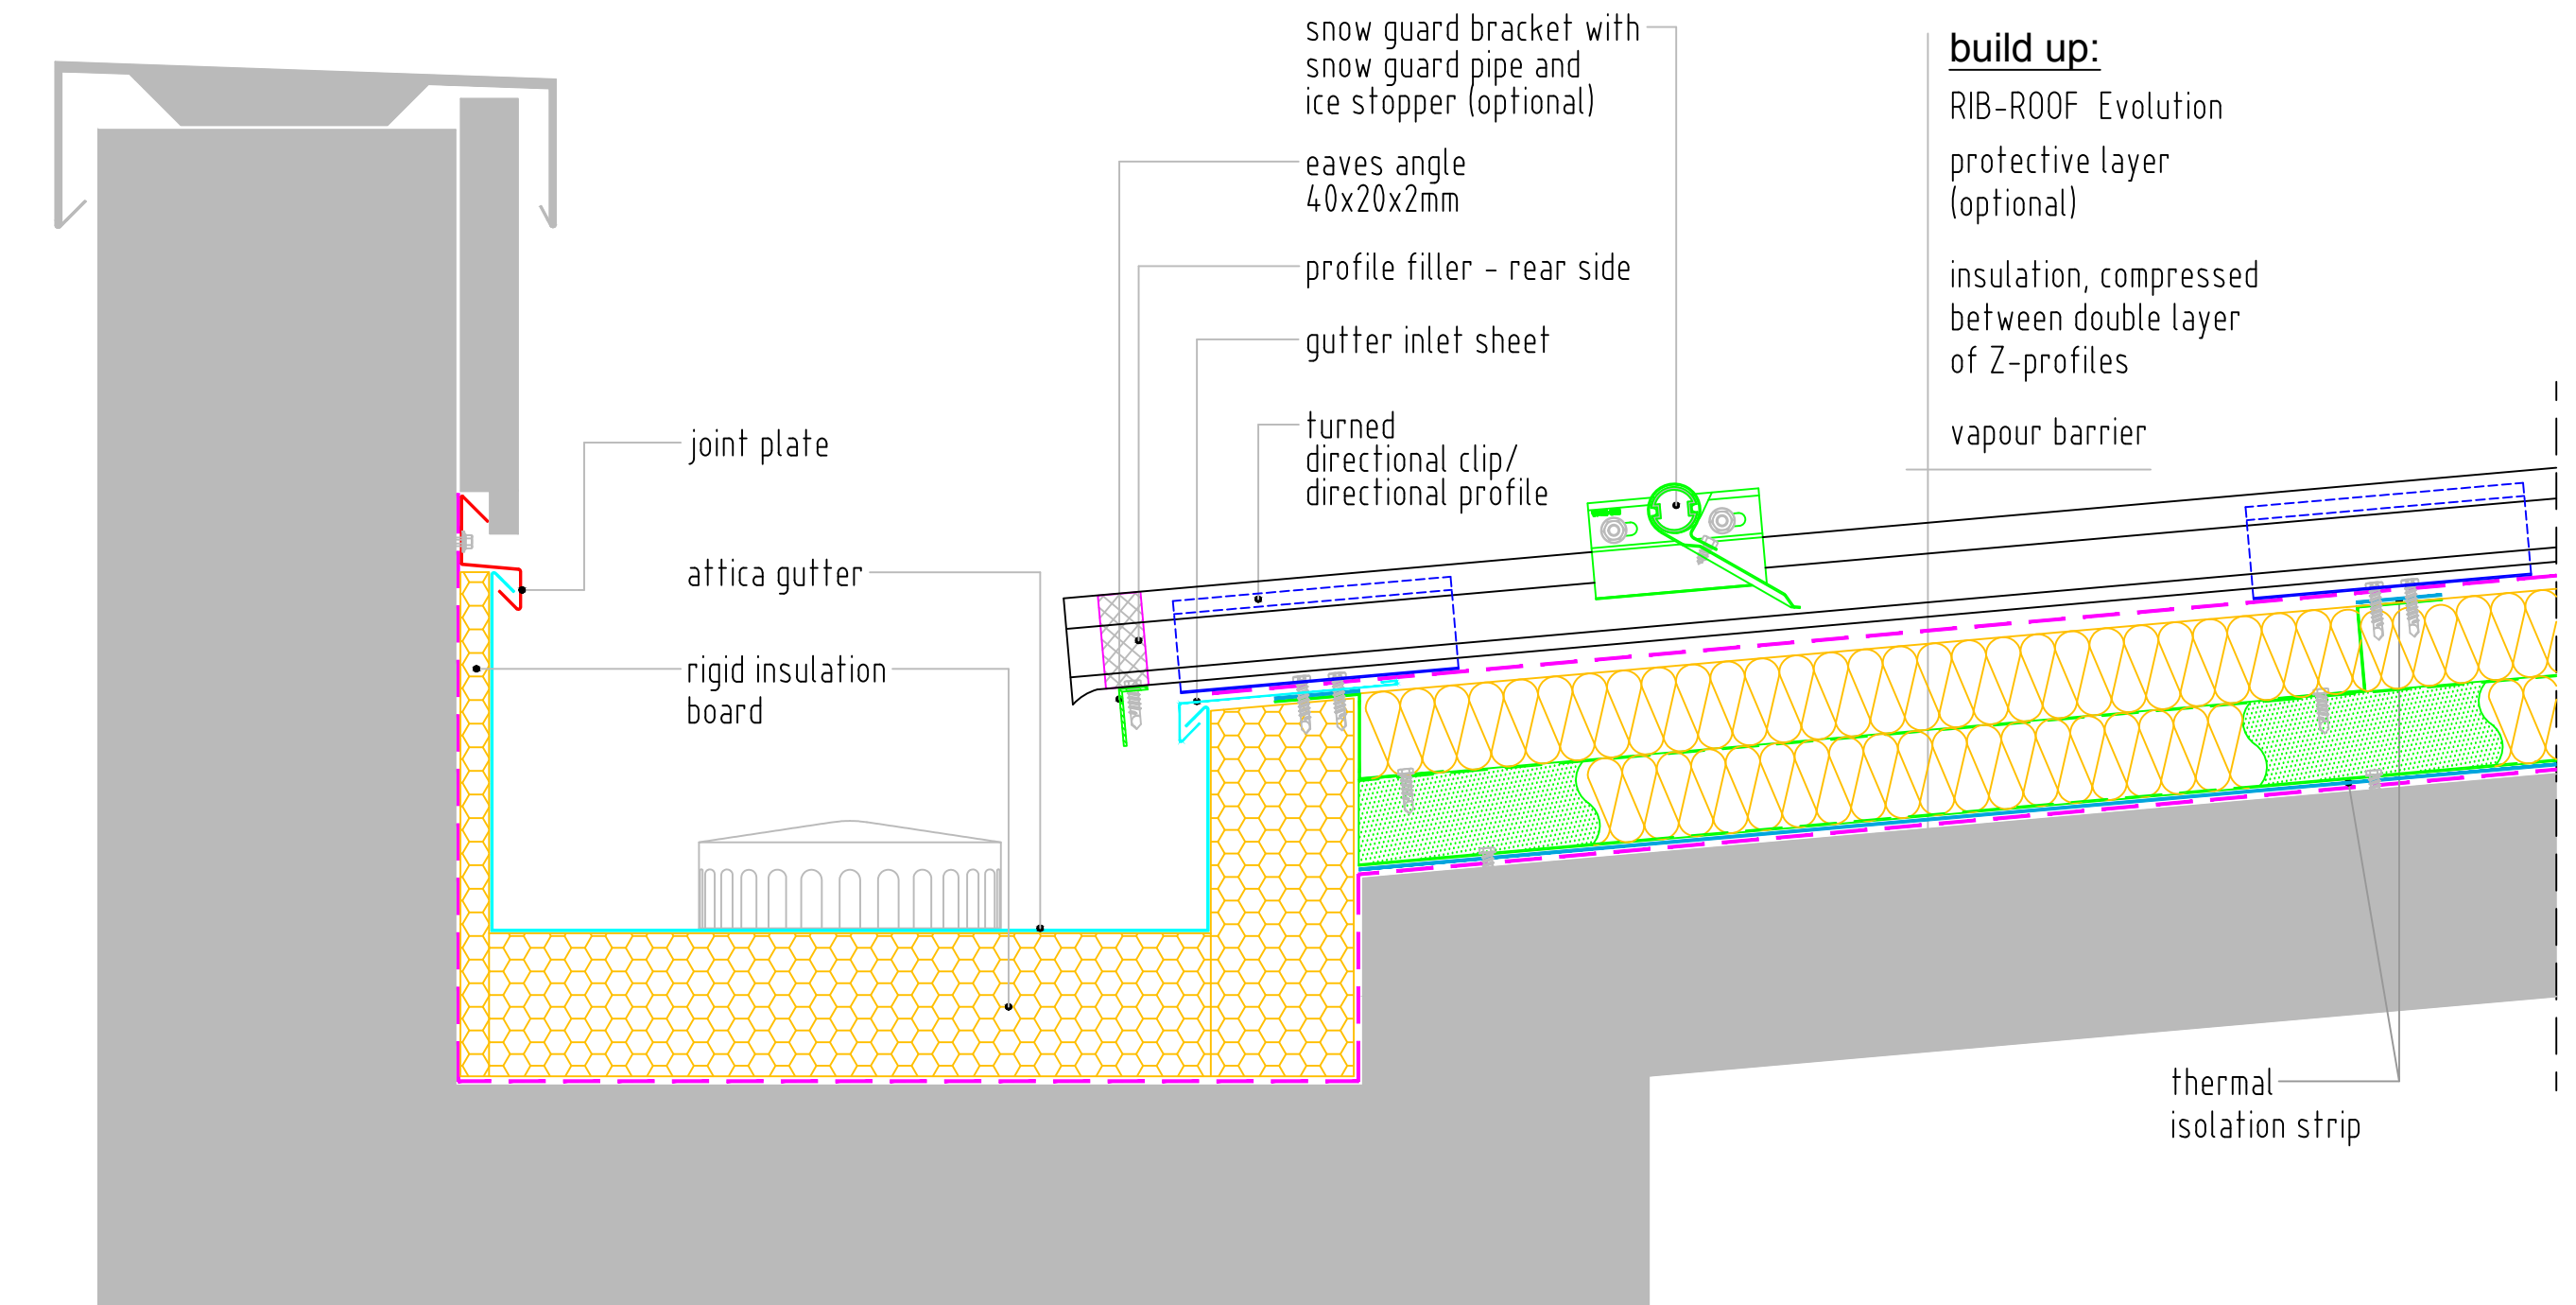 snow guard bracket with
snow guard pipe and
ice stopper (optional)
eaves angle
40x20x2mm
profile filler - rear side
gutter inlet sheet
turned
directional clip/
directional profile
build up:
RIB-ROOF Evolution
protective layer
(optional)
insulation, compressed
between double layer
of Z-profiles
vapour barrier
joint plate
attica gutter
rigid insulation
board
thermal
isolation strip